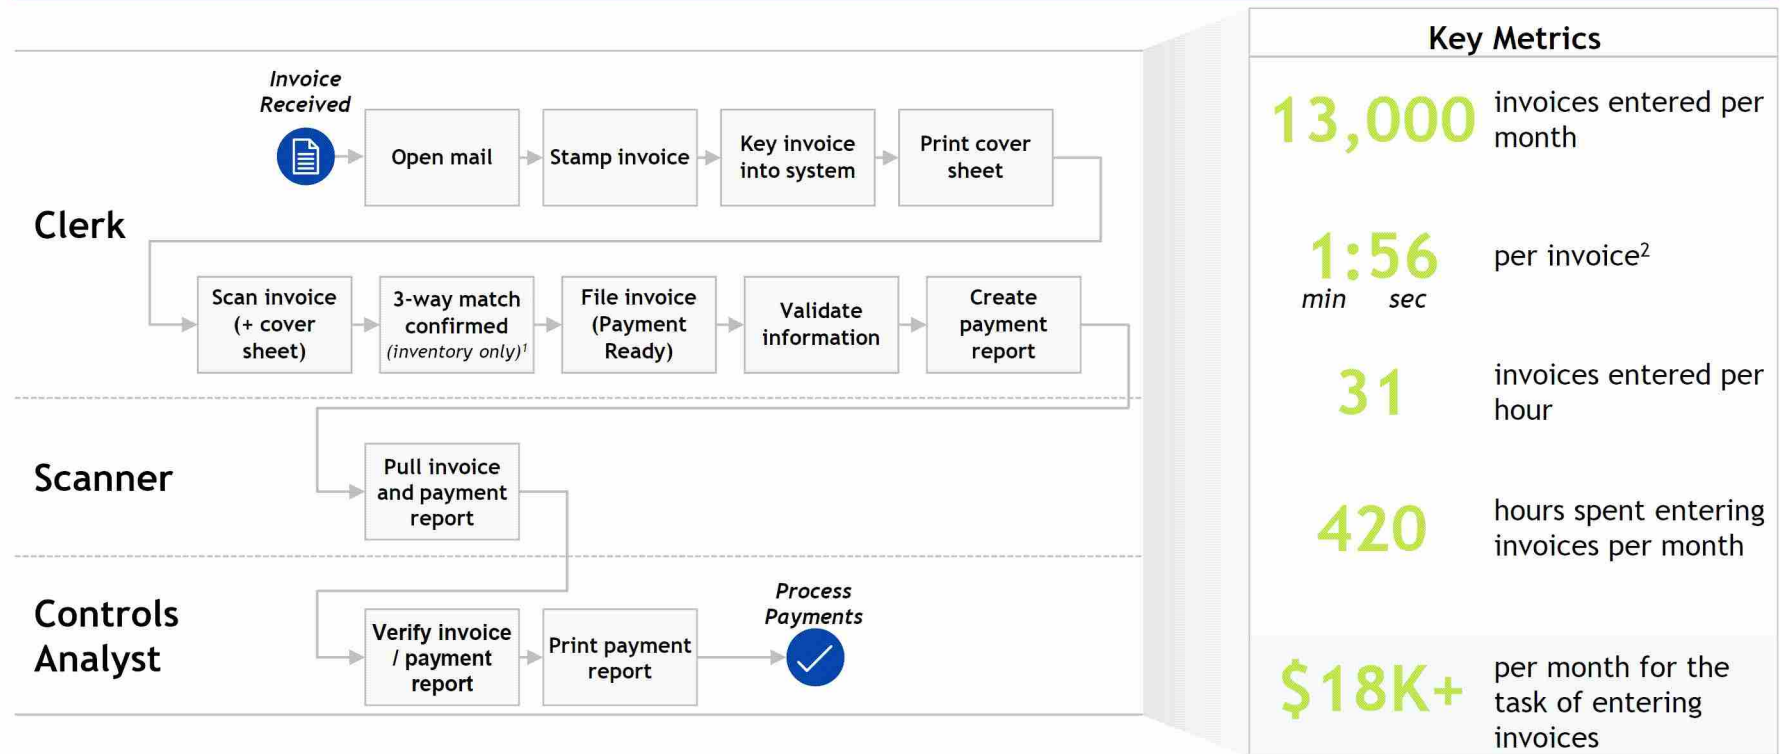 Key Metrics
Invoice
Received
Open mail
Stamp invoice
Key invoice
into system
Print cover
sheet
Clerk
Scan invoice
(+ cover
sheet)
3-way match
confirmed
(inventory only)¹
File invoice
(Payment
Ready)
Validate
information
Create
payment
report
Scanner
Pull invoice
and payment
report
Controls
Analyst
Verify invoice
/ payment
report
Print payment
report
Process
Payments
13,000
invoices entered per
month
1:56
min sec
per invoice²
31
invoices entered per
hour
420
hours spent entering
invoices per month
$18K+
per month for the
task of entering
invoices